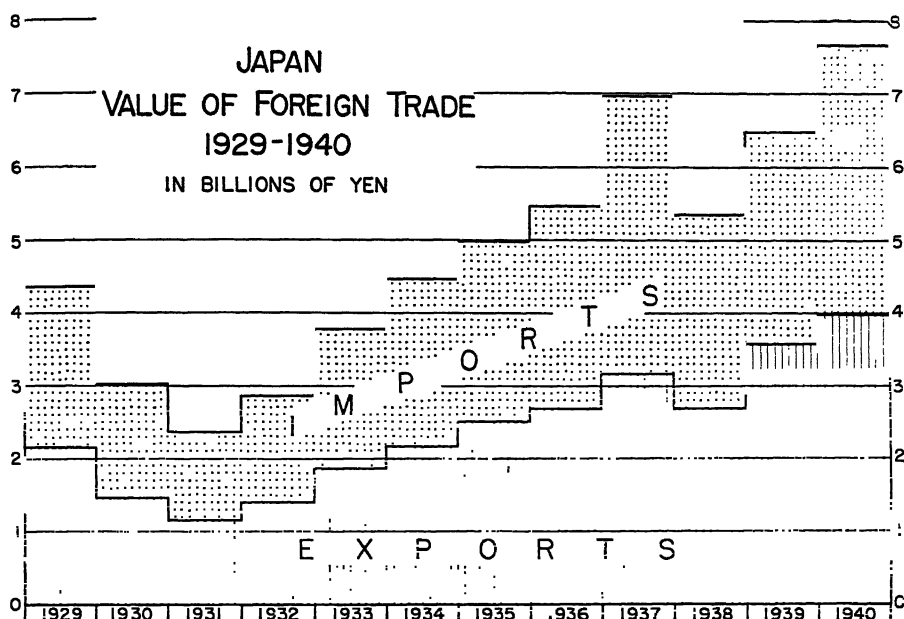 JAPAN
VALUE OF FOREIGN TRADE
1929-1940
IN BILLIONS OF YEN
8 8
7 7
6 6
5 5
4 4
3 3
2 2
1 1
0
IMPORTS
EXPORTS
1929 1930 1931 1932 1933 1934 1935 1936 1937 1938 1939 1940